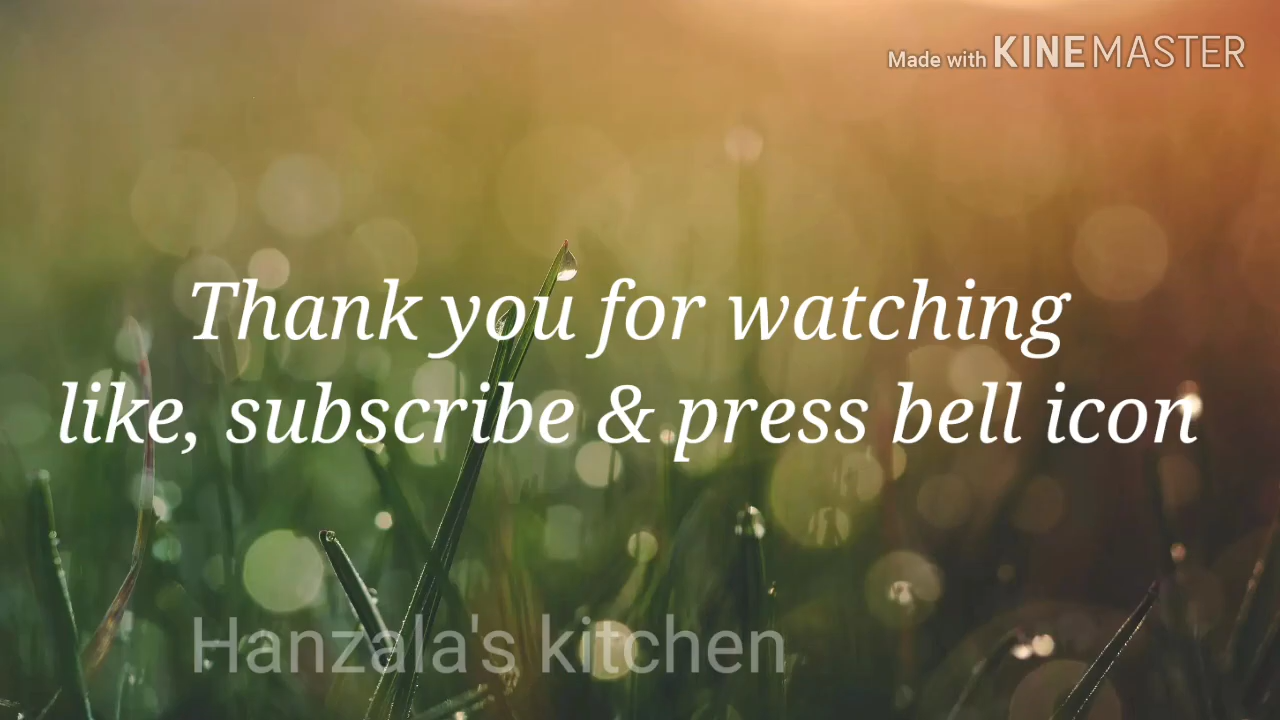 Made with KINEMASTER
Thank you for watching
like, subscribe & press bell icon
Hanzala's kitchen